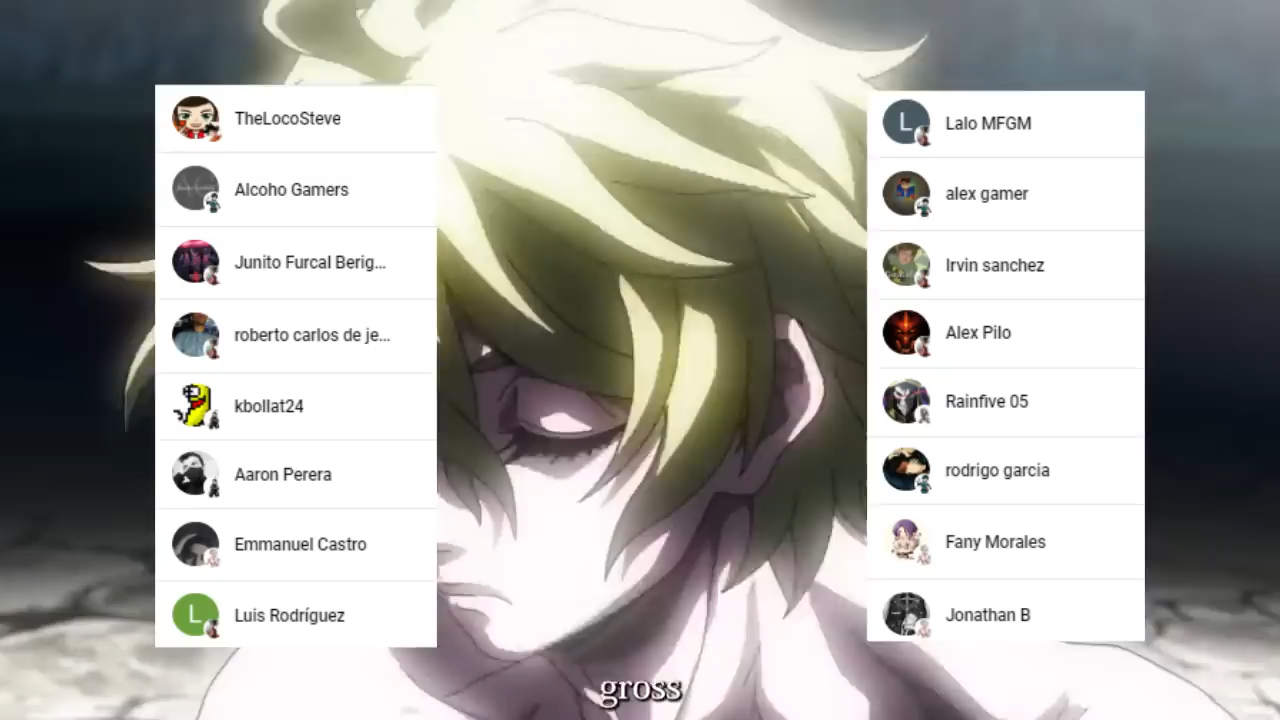 TheLocoSteve
Alcoho Gamers
Junito Furcal Berig...
roberto carlos de je...
kbollat24
Aaron Perera
Emmanuel Castro
L
Luis Rodríguez
L
Lalo MFGM
alex gamer
Irvin sanchez
Alex Pilo
Rainfive 05
rodrigo garcia
Fany Morales
Jonathan B
gross